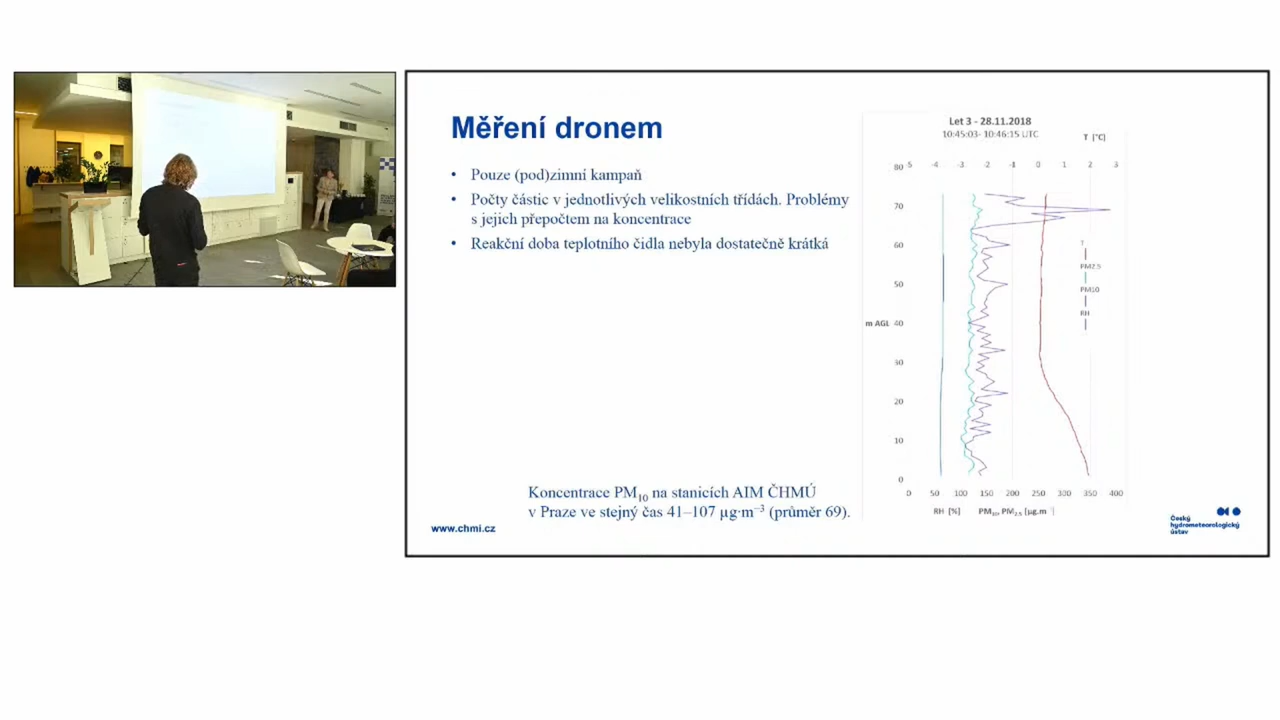 Měření dronem
• Pouze (pod)zimní kampaň
• Počty částic v jednotlivých velikostních třídách. Problémy
s jejich přepočtem na koncentrace
• Reakční doba teplotního čidla nebyla dostatečně krátká
Koncentrace PM10 na stanicích AIM ČHMÚ
v Praze ve stejný čas 41–107 µg·m⁻³ (průměr 69).
www.chmi.cz
Let 3 - 28.11.2018
10:45:03- 10:46:15 UTC
T [°C]
-5 -4 -3 -2 -1 0 1 2 3
80
70
60
50
m AGL 40
30
20
10
0
T
PM2.5
PM10
RH
0 50 100 150 200 250 300 350 400
RH [%] PM10, PM2.5 [µg.m⁻³]
Český
hydrometeorologický
ústav